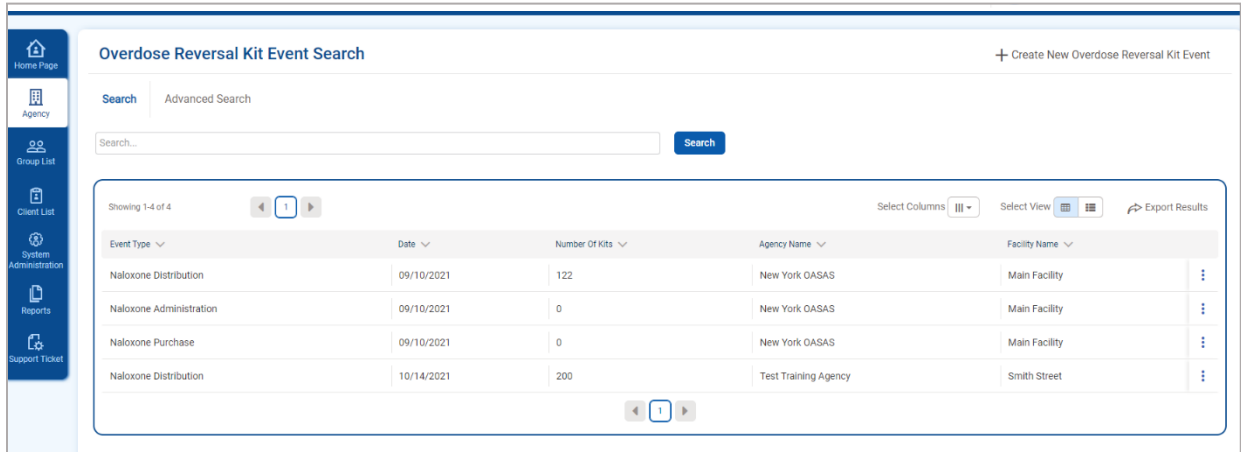 Home Page
Agency
Group List
Client List
System
Administration
Reports
Support Ticket
Overdose Reversal Kit Event Search
Create New Overdose Reversal Kit Event
Search Advanced Search
Search... Search
Showing 1-4 of 4 1 Select Columns Select View Export Results
Event Type Date Number Of Kits Agency Name Facility Name
Naloxone Distribution 09/10/2021 122 New York OASAS Main Facility
Naloxone Administration 09/10/2021 0 New York OASAS Main Facility
Naloxone Purchase 09/10/2021 0 New York OASAS Main Facility
Naloxone Distribution 10/14/2021 200 Test Training Agency Smith Street
1